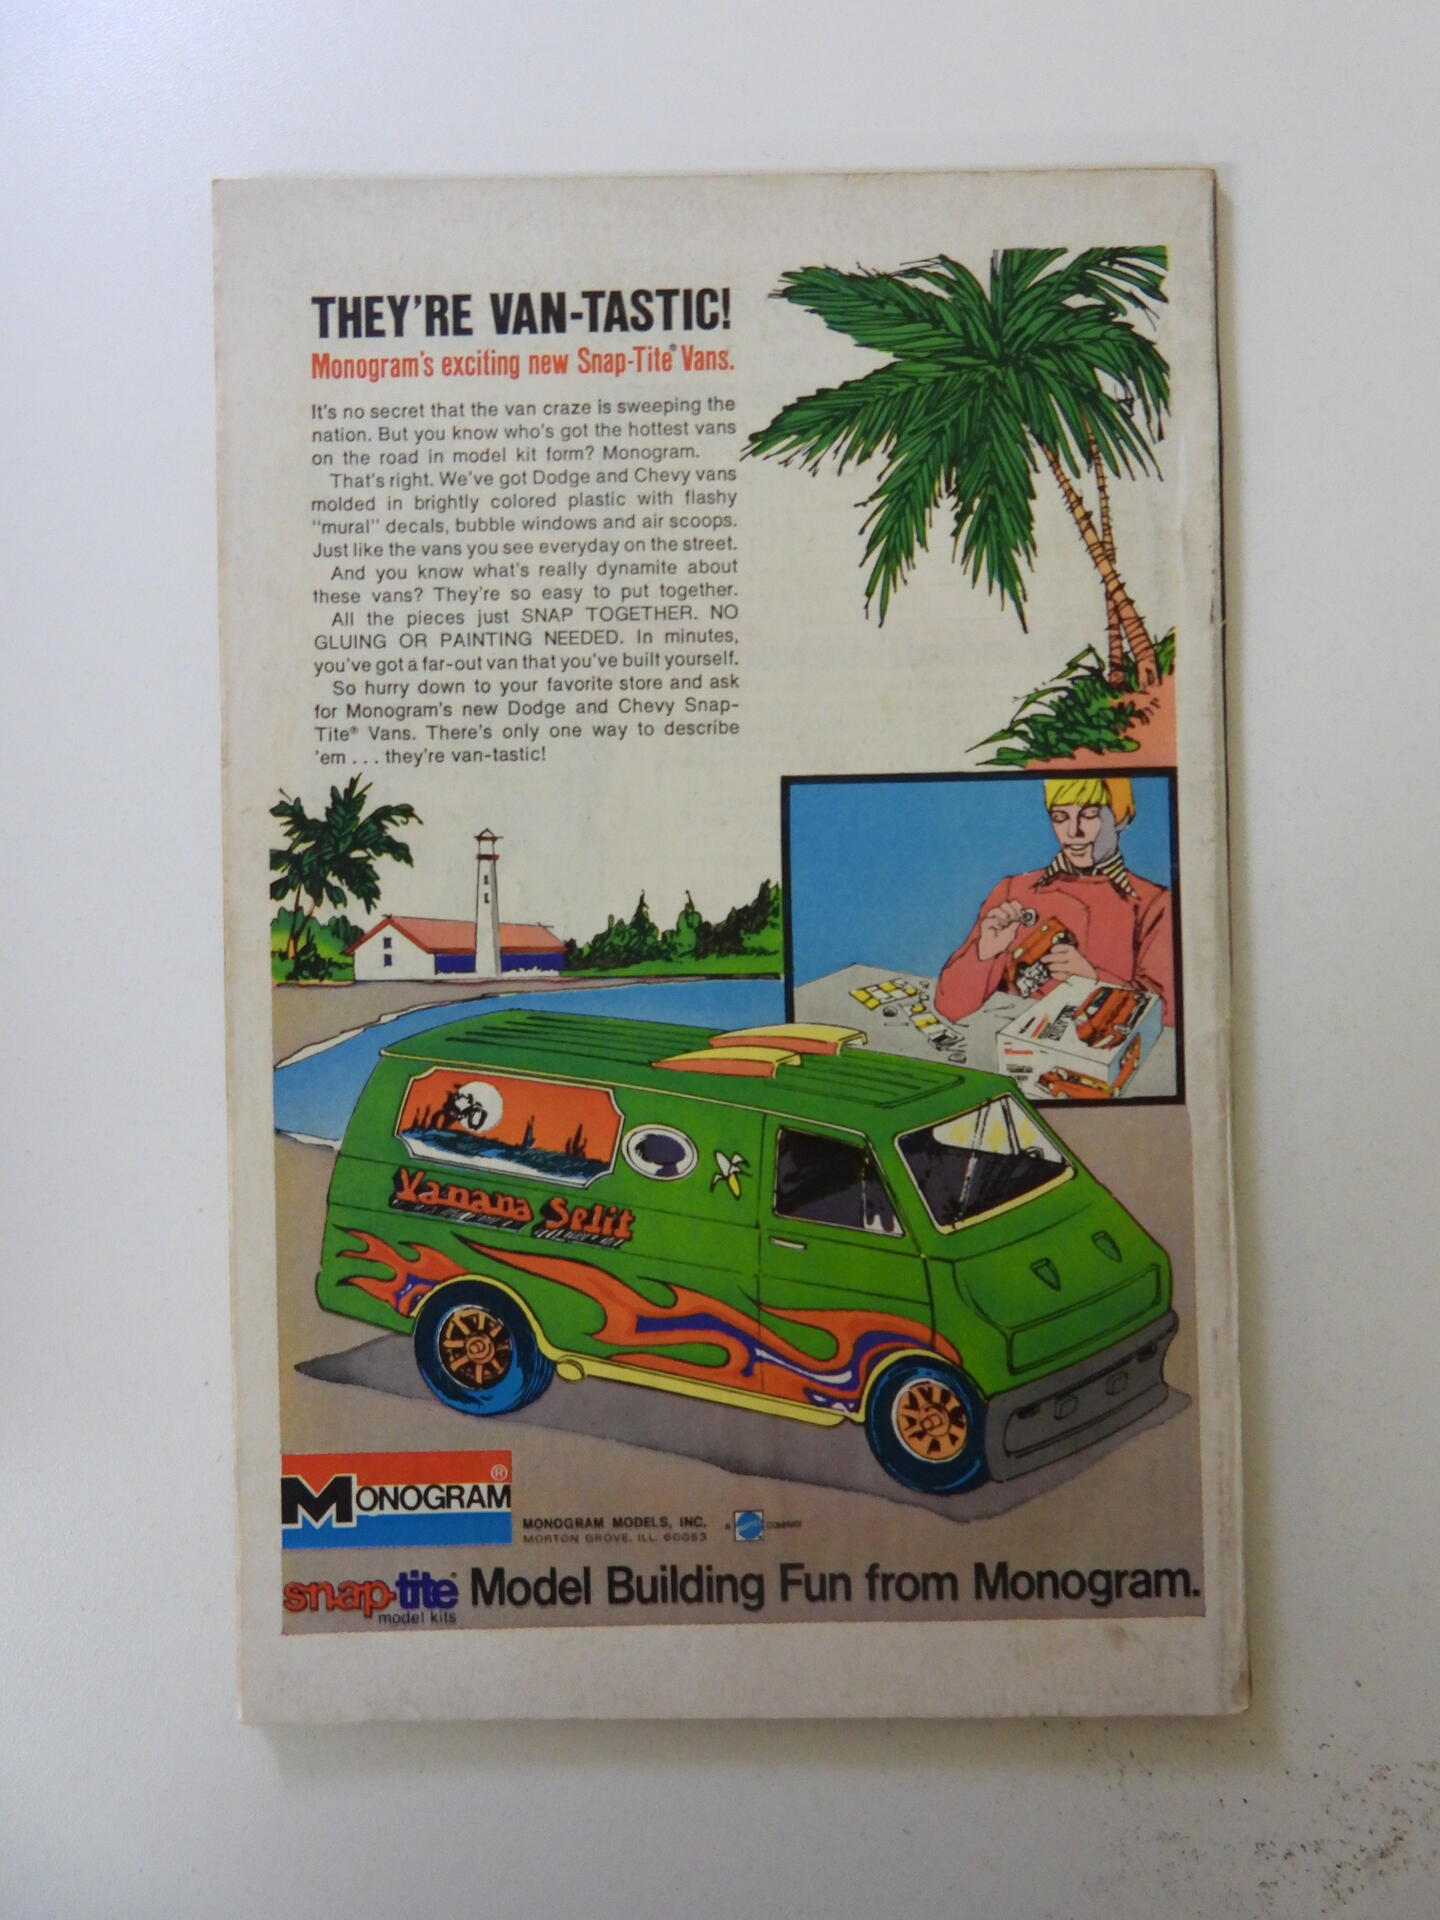 THEY'RE VAN-TASTIC!
Monogram's exciting new Snap-Tite® Vans.
It's no secret that the van craze is sweeping the
nation. But you know who's got the hottest vans
on the road in model kit form? Monogram.
That's right. We've got Dodge and Chevy vans
molded in brightly colored plastic with flashy
"mural" decals, bubble windows and air scoops.
Just like the vans you see everyday on the street.
And you know what's really dynamite about
these vans? They're so easy to put together.
All the pieces just SNAP TOGETHER. NO
GLUING OR PAINTING NEEDED. In minutes,
you've got a far-out van that you've built yourself.
So hurry down to your favorite store and ask
for Monogram's new Dodge and Chevy Snap-
Tite® Vans. There's only one way to describe
'em . . . they're van-tastic!
Vanana Split
MONOGRAM®
MONOGRAM MODELS, INC.
MORTON GROVE, ILL. 60053
A MATTEL COMPANY
snap-tite® Model Building Fun from Monogram.
model kits